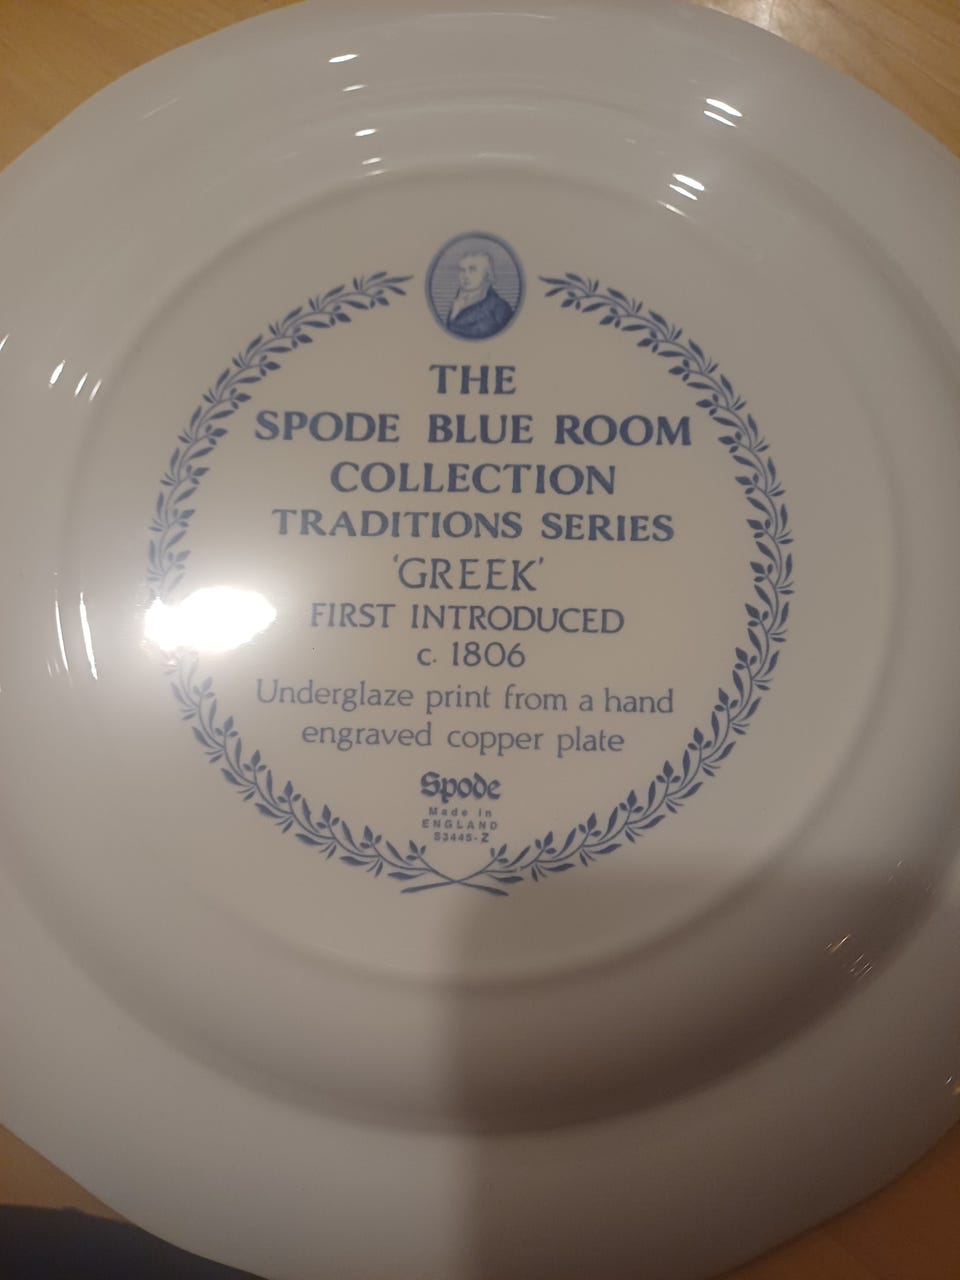 THE
SPODE BLUE ROOM
COLLECTION
TRADITIONS SERIES
'GREEK'
FIRST INTRODUCED
c. 1806
Underglaze print from a hand
engraved copper plate
Spode
Made in
ENGLAND
S3445-Z